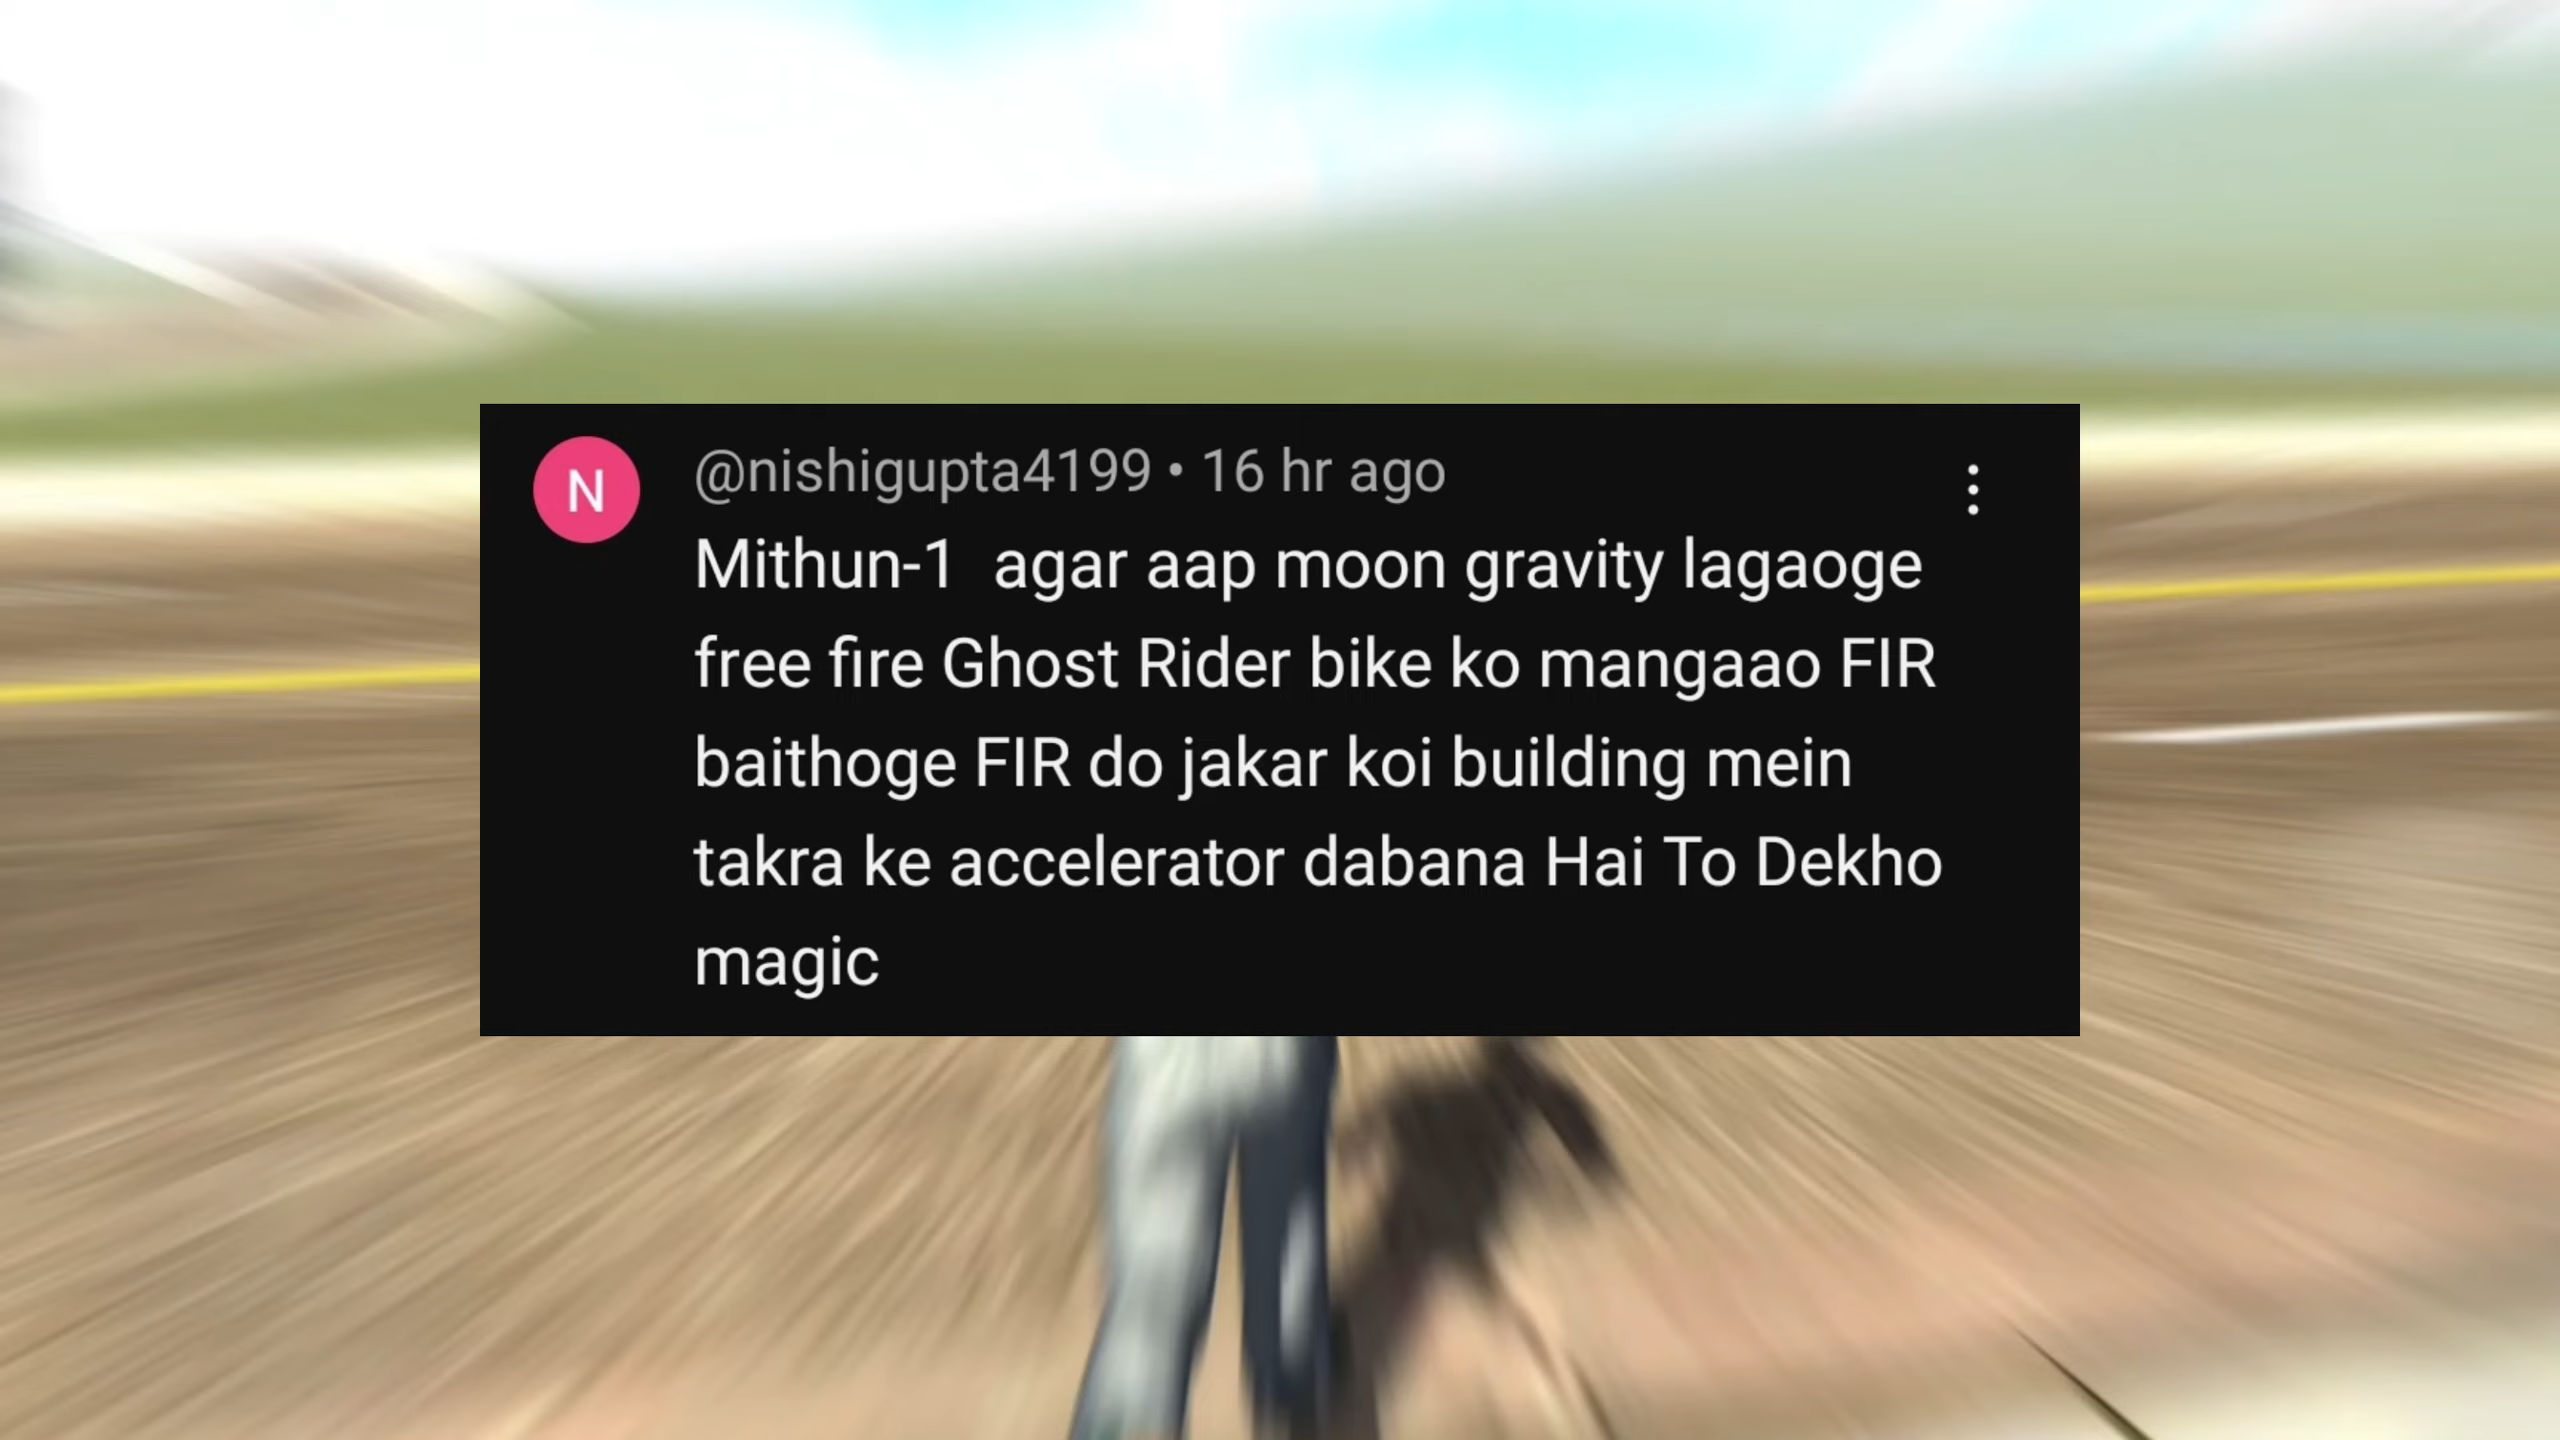 N
@nishigupta4199 • 16 hr ago
Mithun-1  agar aap moon gravity lagaoge
free fire Ghost Rider bike ko mangaao FIR
baithoge FIR do jakar koi building mein
takra ke accelerator dabana Hai To Dekho
magic